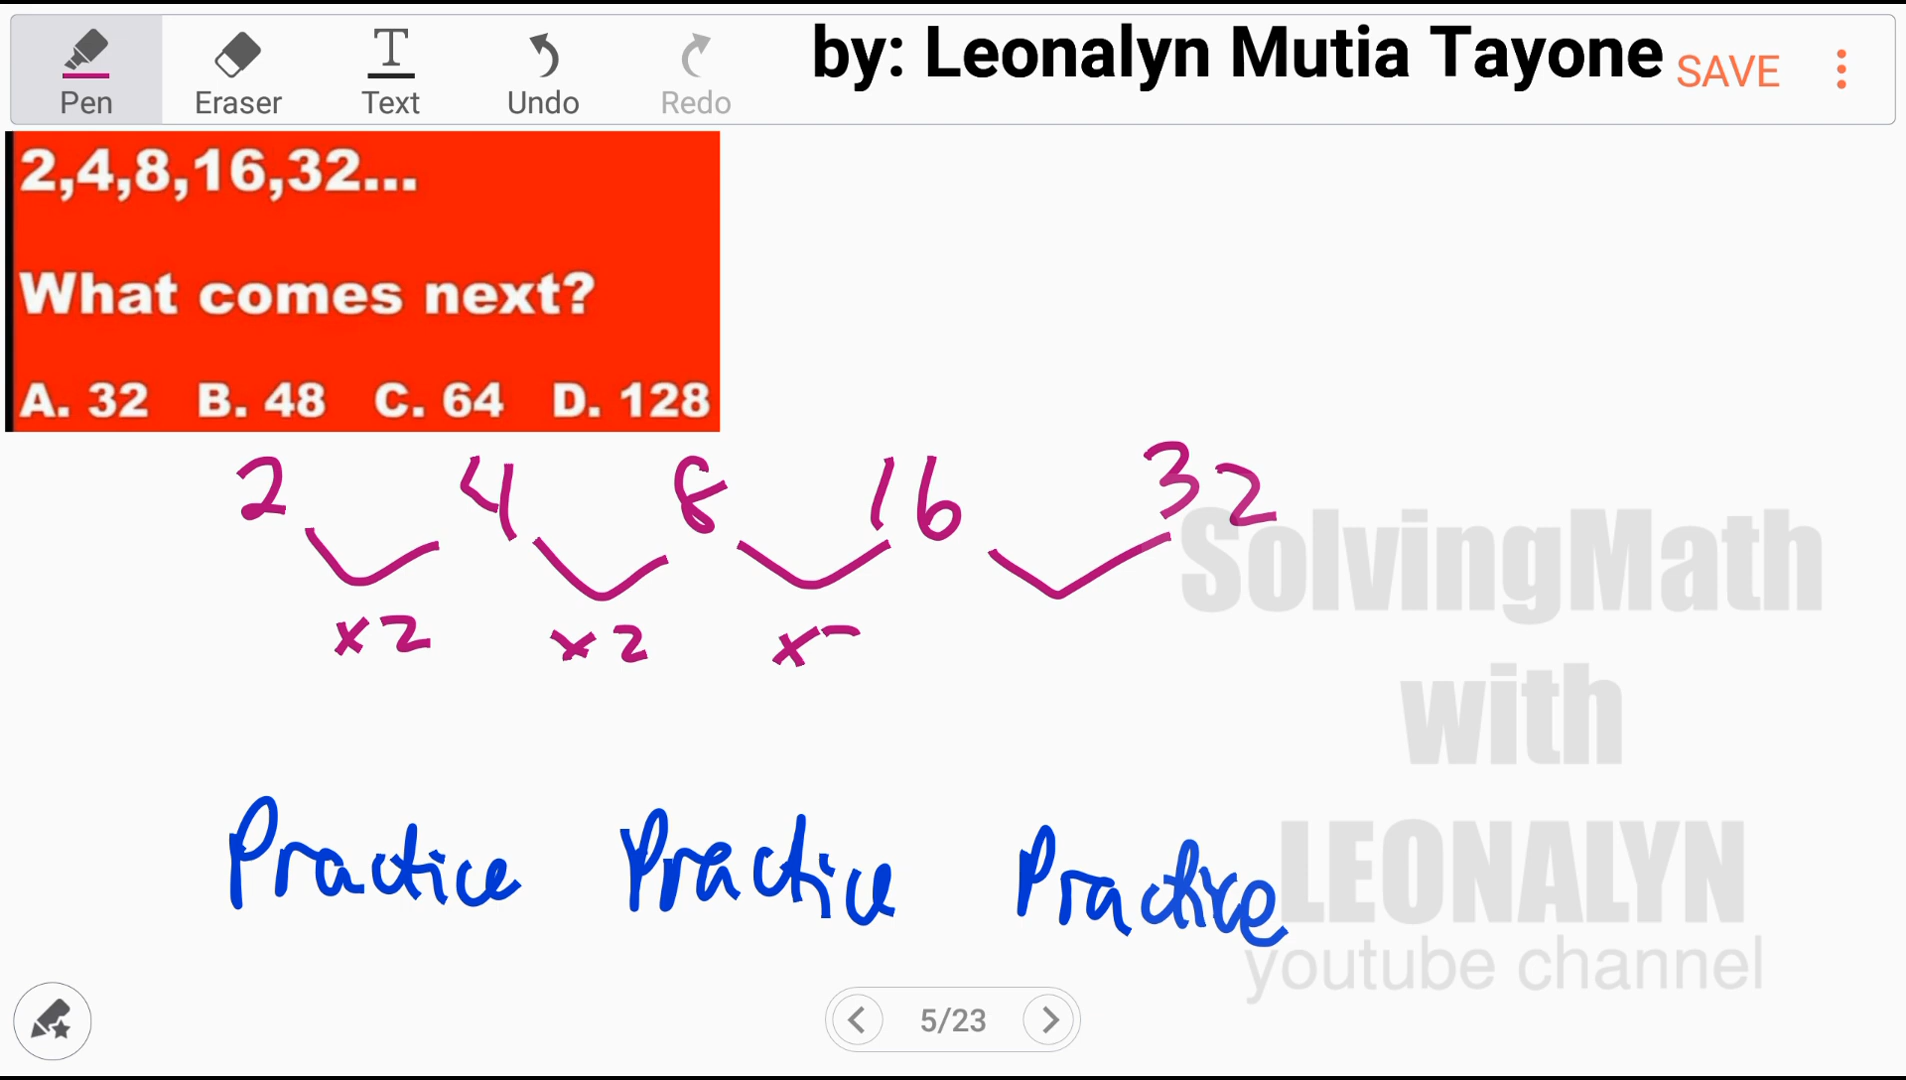 by: Leonalyn Mutia Tayone
Pen Eraser Text Undo Redo SAVE
2,4,8,16,32...
What comes next?
A. 32 B. 48 C. 64 D. 128
2 4 8 16 32
x2 x2 x
SolvingMath
with
LEONALYN
youtube channel
Practice Practice Practice
5/23